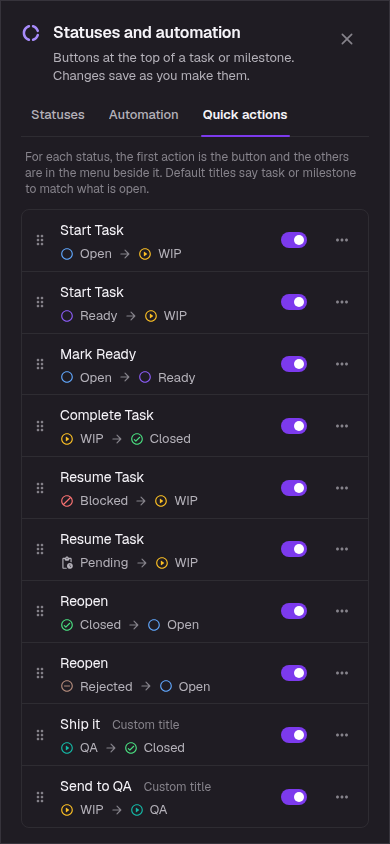 Statuses and automation
Buttons at the top of a task or milestone.
Changes save as you make them.
Statuses Automation Quick actions
For each status, the first action is the button and the others
are in the menu beside it. Default titles say task or milestone
to match what is open.
Start Task
Open → WIP
Start Task
Ready → WIP
Mark Ready
Open → Ready
Complete Task
WIP → Closed
Resume Task
Blocked → WIP
Resume Task
Pending → WIP
Reopen
Closed → Open
Reopen
Rejected → Open
Ship it Custom title
QA → Closed
Send to QA Custom title
WIP → QA